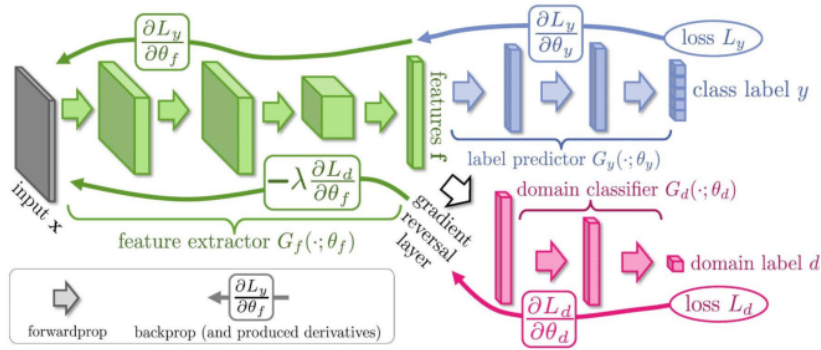 ∂L_y/∂θ_f
∂L_y/∂θ_y
loss L_y
input x
features f
class label y
label predictor G_y(·;θ_y)
−λ ∂L_d/∂θ_f
feature extractor G_f(·;θ_f)
gradient
reversal
layer
domain classifier G_d(·;θ_d)
domain label d
∂L_d/∂θ_d
loss L_d
∂L_y/∂θ_f
forwardprop
backprop (and produced derivatives)